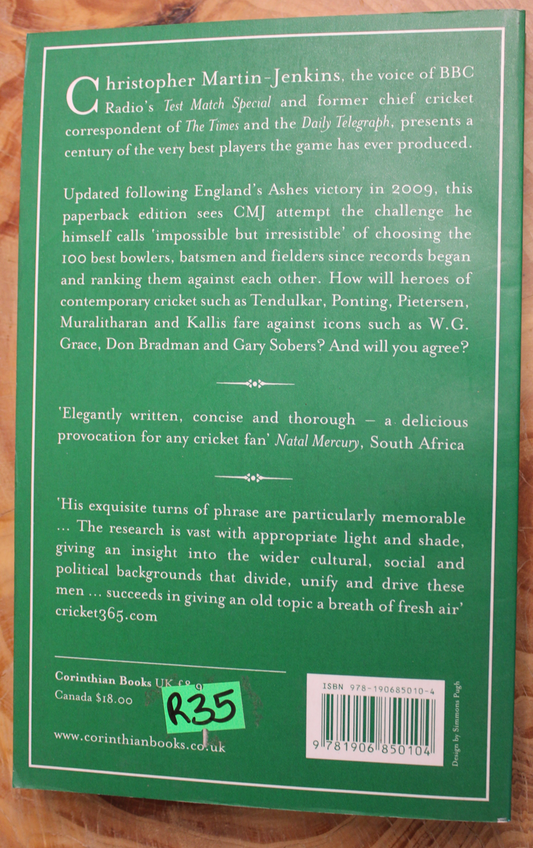 Christopher Martin-Jenkins, the voice of BBC
Radio's Test Match Special and former chief cricket
correspondent of The Times and the Daily Telegraph, presents a
century of the very best players the game has ever produced.
Updated following England's Ashes victory in 2009, this
paperback edition sees CMJ attempt the challenge he
himself calls 'impossible but irresistible' of choosing the
100 best bowlers, batsmen and fielders since records began
and ranking them against each other. How will heroes of
contemporary cricket such as Tendulkar, Ponting, Pietersen,
Muralitharan and Kallis fare against icons such as W.G.
Grace, Don Bradman and Gary Sobers? And will you agree?
'Elegantly written, concise and thorough – a delicious
provocation for any cricket fan' Natal Mercury, South Africa
'His exquisite turns of phrase are particularly memorable
... The research is vast with appropriate light and shade,
giving an insight into the wider cultural, social and
political backgrounds that divide, unify and drive these
men ... succeeds in giving an old topic a breath of fresh air'
cricket365.com
Corinthian Books UK
Canada $18.00
R35
www.corinthianbooks.co.uk
ISBN 978-190685010-4
9 781906 850104
Design by Simmons Pugh